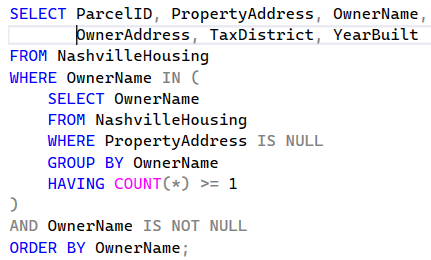 SELECT ParcelID, PropertyAddress, OwnerName,
OwnerAddress, TaxDistrict, YearBuilt
FROM NashvilleHousing
WHERE OwnerName IN (
SELECT OwnerName
FROM NashvilleHousing
WHERE PropertyAddress IS NULL
GROUP BY OwnerName
HAVING COUNT(*) >= 1
)
AND OwnerName IS NOT NULL
ORDER BY OwnerName;